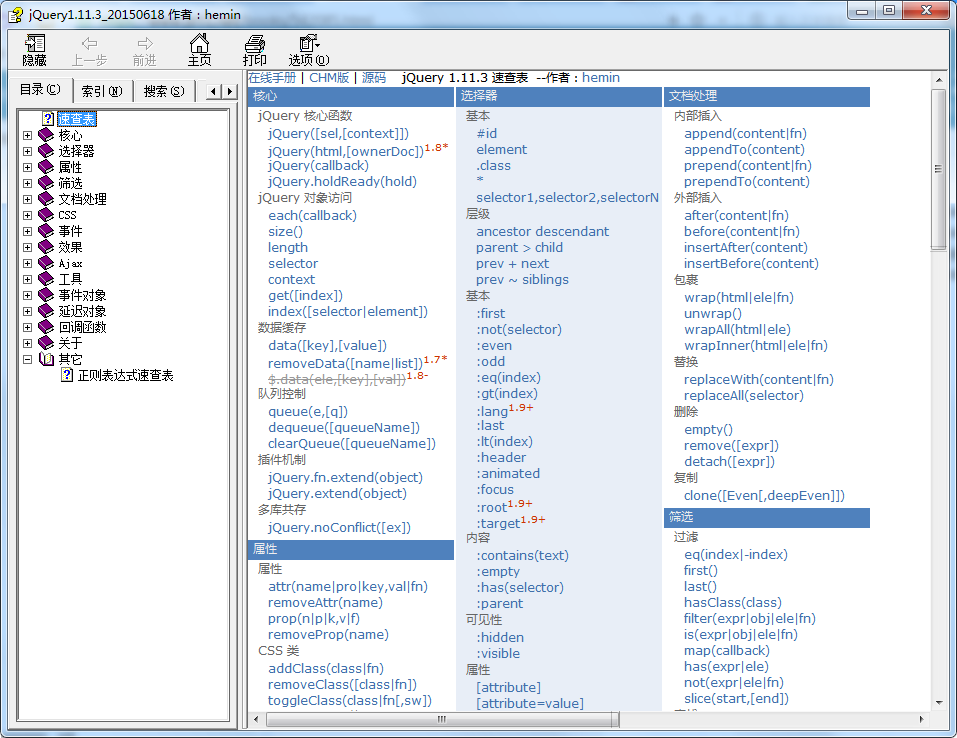 jQuery1.11.3_20150618 作者：hemin
隐藏 上一步 前进 主页 打印 选项(O)
目录(C) 索引(N) 搜索(S)
速查表
核心
选择器
属性
筛选
文档处理
CSS
事件
效果
Ajax
工具
事件对象
延迟对象
回调函数
关于
其它
正则表达式速查表
在线手册 | CHM版 | 源码 jQuery 1.11.3 速查表 --作者：hemin
核心
jQuery 核心函数
jQuery([sel,[context]])
jQuery(html,[ownerDoc])1.8*
jQuery(callback)
jQuery.holdReady(hold)
jQuery 对象访问
each(callback)
size()
length
selector
context
get([index])
index([selector|element])
数据缓存
data([key],[value])
removeData([name|list])1.7*
$.data(ele,[key],[val])1.8-
队列控制
queue(e,[q])
dequeue([queueName])
clearQueue([queueName])
插件机制
jQuery.fn.extend(object)
jQuery.extend(object)
多库共存
jQuery.noConflict([ex])
属性
属性
attr(name|pro|key,val|fn)
removeAttr(name)
prop(n|p|k,v|f)
removeProp(name)
CSS 类
addClass(class|fn)
removeClass([class|fn])
toggleClass(class|fn[,sw])
选择器
基本
#id
element
.class
*
selector1,selector2,selectorN
层级
ancestor descendant
parent > child
prev + next
prev ~ siblings
基本
:first
:not(selector)
:even
:odd
:eq(index)
:gt(index)
:lang1.9+
:last
:lt(index)
:header
:animated
:focus
:root1.9+
:target1.9+
内容
:contains(text)
:empty
:has(selector)
:parent
可见性
:hidden
:visible
属性
[attribute]
[attribute=value]
文档处理
内部插入
append(content|fn)
appendTo(content)
prepend(content|fn)
prependTo(content)
外部插入
after(content|fn)
before(content|fn)
insertAfter(content)
insertBefore(content)
包裹
wrap(html|ele|fn)
unwrap()
wrapAll(html|ele)
wrapInner(html|ele|fn)
替换
replaceWith(content|fn)
replaceAll(selector)
删除
empty()
remove([expr])
detach([expr])
复制
clone([Even[,deepEven]])
筛选
过滤
eq(index|-index)
first()
last()
hasClass(class)
filter(expr|obj|ele|fn)
is(expr|obj|ele|fn)
map(callback)
has(expr|ele)
not(expr|ele|fn)
slice(start,[end])